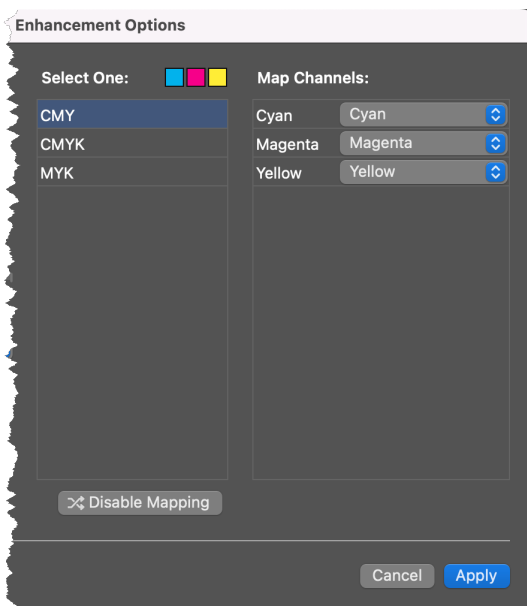 Enhancement Options
Select One:
Map Channels:
CMY
CMYK
MYK
Cyan Cyan
Magenta Magenta
Yellow Yellow
Disable Mapping
Cancel Apply